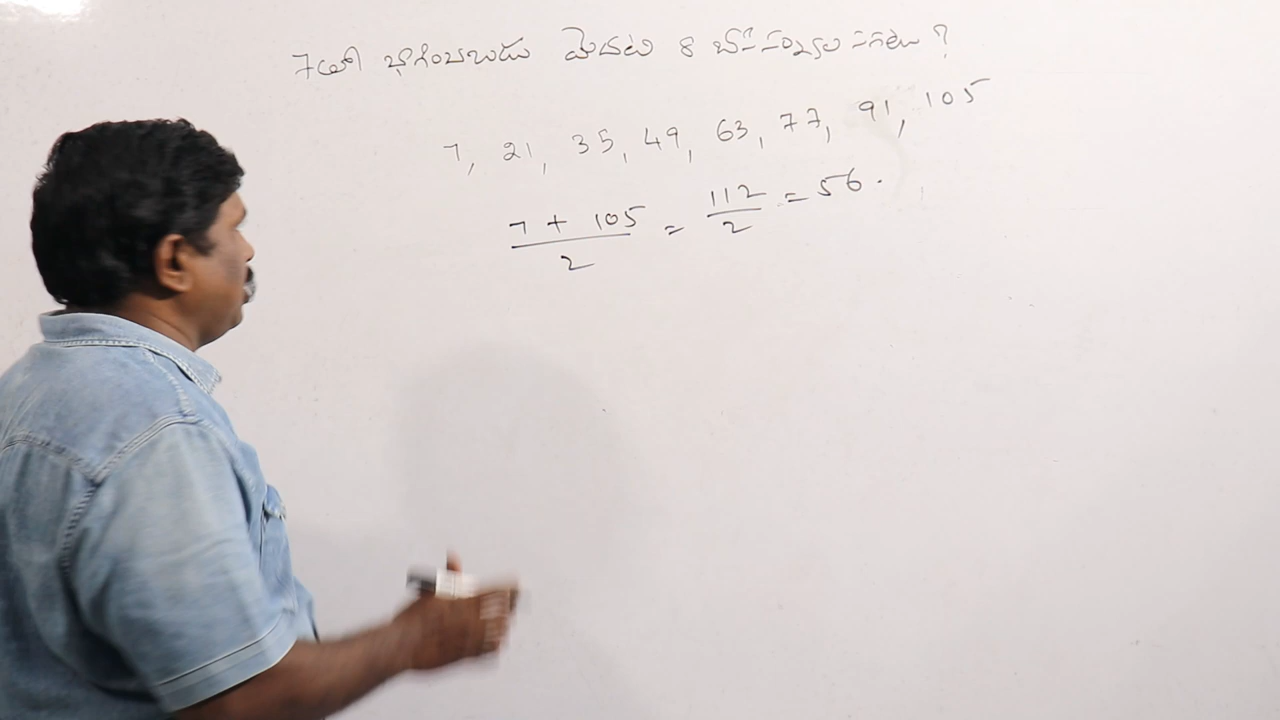 7తో భాగింపబడు మొదటి 8 బేసి సంఖ్యల సగటు ?
7, 21, 35, 49, 63, 77, 91, 105
7 + 105 / 2 = 112 / 2 = 56.